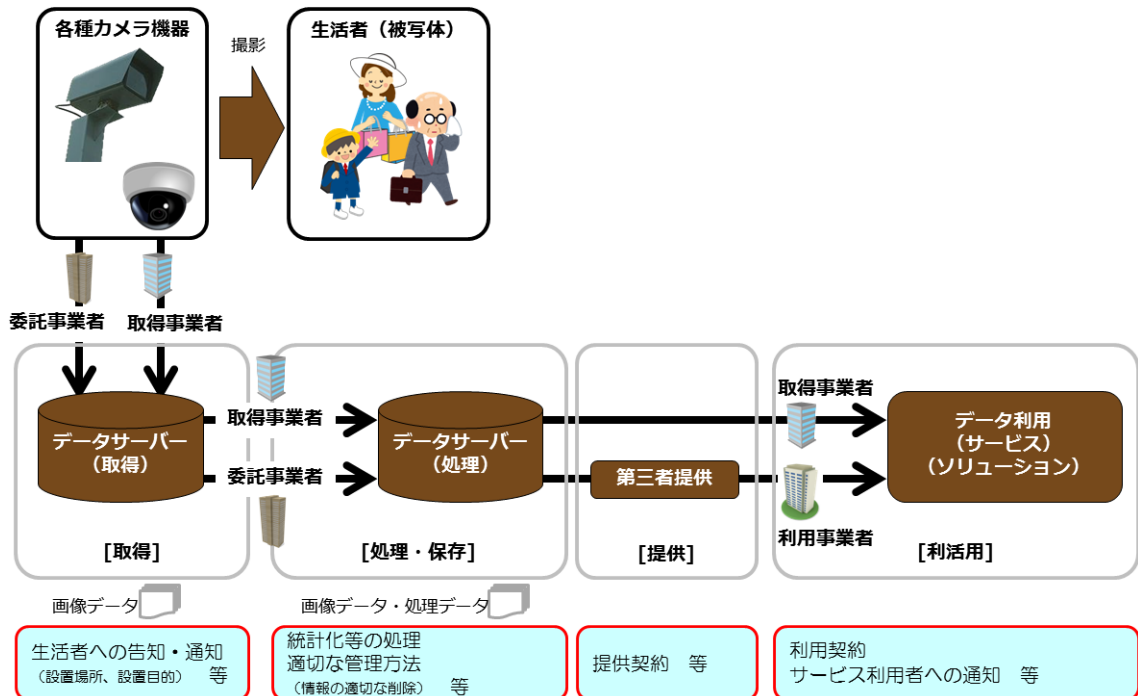 各種カメラ機器
撮影
生活者（被写体）
委託事業者
取得事業者
データサーバー
（取得）
[取得]
取得事業者
委託事業者
データサーバー
（処理）
[処理・保存]
第三者提供
[提供]
取得事業者
利用事業者
データ利用
（サービス）
（ソリューション）
[利活用]
画像データ
画像データ・処理データ
生活者への告知・通知
（設置場所、設置目的）　等
統計化等の処理
適切な管理方法
（情報の適切な削除）　等
提供契約　等
利用契約
サービス利用者への通知　等